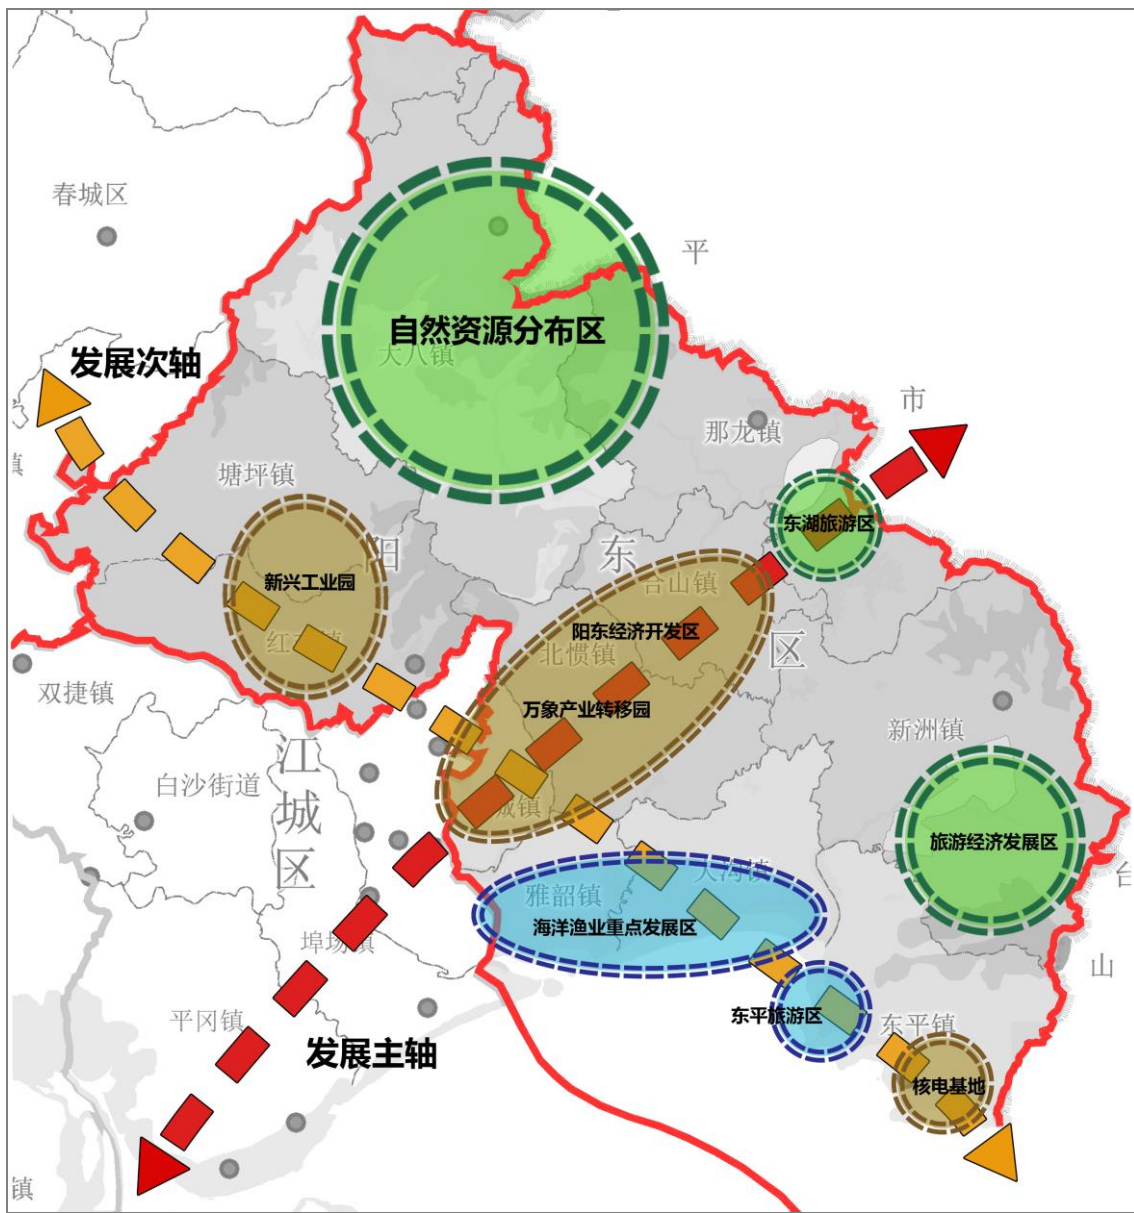 春城区
平
自然资源分布区
大八镇
发展次轴
市
镇
那龙镇
塘坪镇
东湖旅游区
阳
东
新兴工业园
合山镇
阳东经济开发区
北惯镇
区
双捷镇
万象产业转移园
新洲镇
江
城
区
白沙街道
城镇
旅游经济发展区
大沟镇
雅韶镇
台
海洋渔业重点发展区
埠场镇
山
平冈镇
东平旅游区
东平镇
发展主轴
核电基地
镇